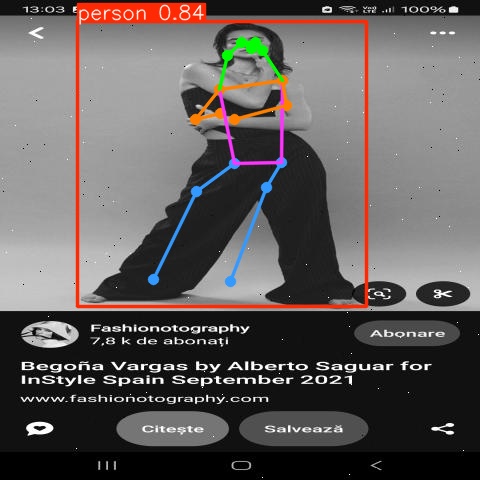 13:03
100%
person 0.84
Fashionotography
7,8 k de abonați
Abonare
Begoña Vargas by Alberto Saguar for
InStyle Spain September 2021
www.fashionotography.com
Citește
Salvează